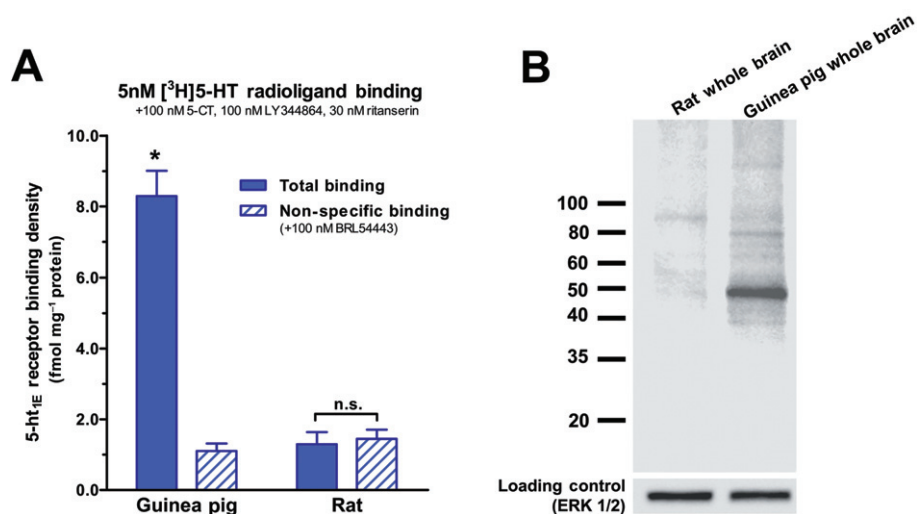 A
5nM [³H]5-HT radioligand binding
+100 nM 5-CT, 100 nM LY344864, 30 nM ritanserin
5-ht1E receptor binding density
(fmol mg⁻¹ protein)
10.0
8.0
6.0
4.0
2.0
0.0
*
Total binding
Non-specific binding
(+100 nM BRL54443)
n.s.
Guinea pig
Rat
B
Rat whole brain
Guinea pig whole brain
100
80
60
50
40
35
20
Loading control
(ERK 1/2)